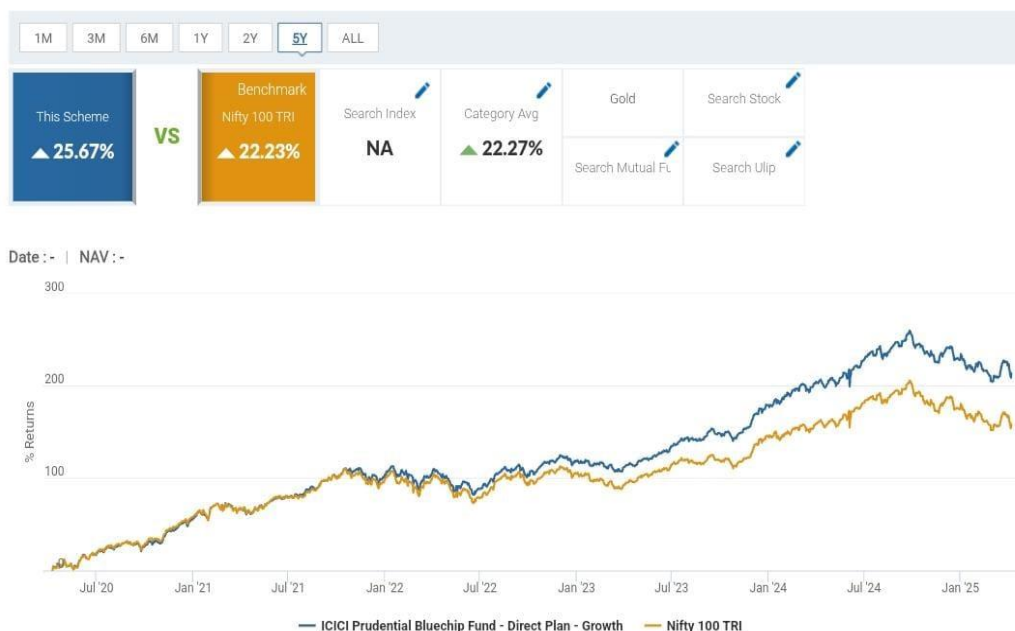 1M 3M 6M 1Y 2Y 5Y ALL
This Scheme
25.67%
VS
Benchmark
Nifty 100 TRI
22.23%
Search Index
NA
Category Avg
22.27%
Gold
Search Stock
Search Mutual Fu
Search Ulip
Date : - | NAV : -
300
200
100
0
% Returns
Jul '20 Jan '21 Jul '21 Jan '22 Jul '22 Jan '23 Jul '23 Jan '24 Jul '24 Jan '25
ICICI Prudential Bluechip Fund - Direct Plan - Growth Nifty 100 TRI